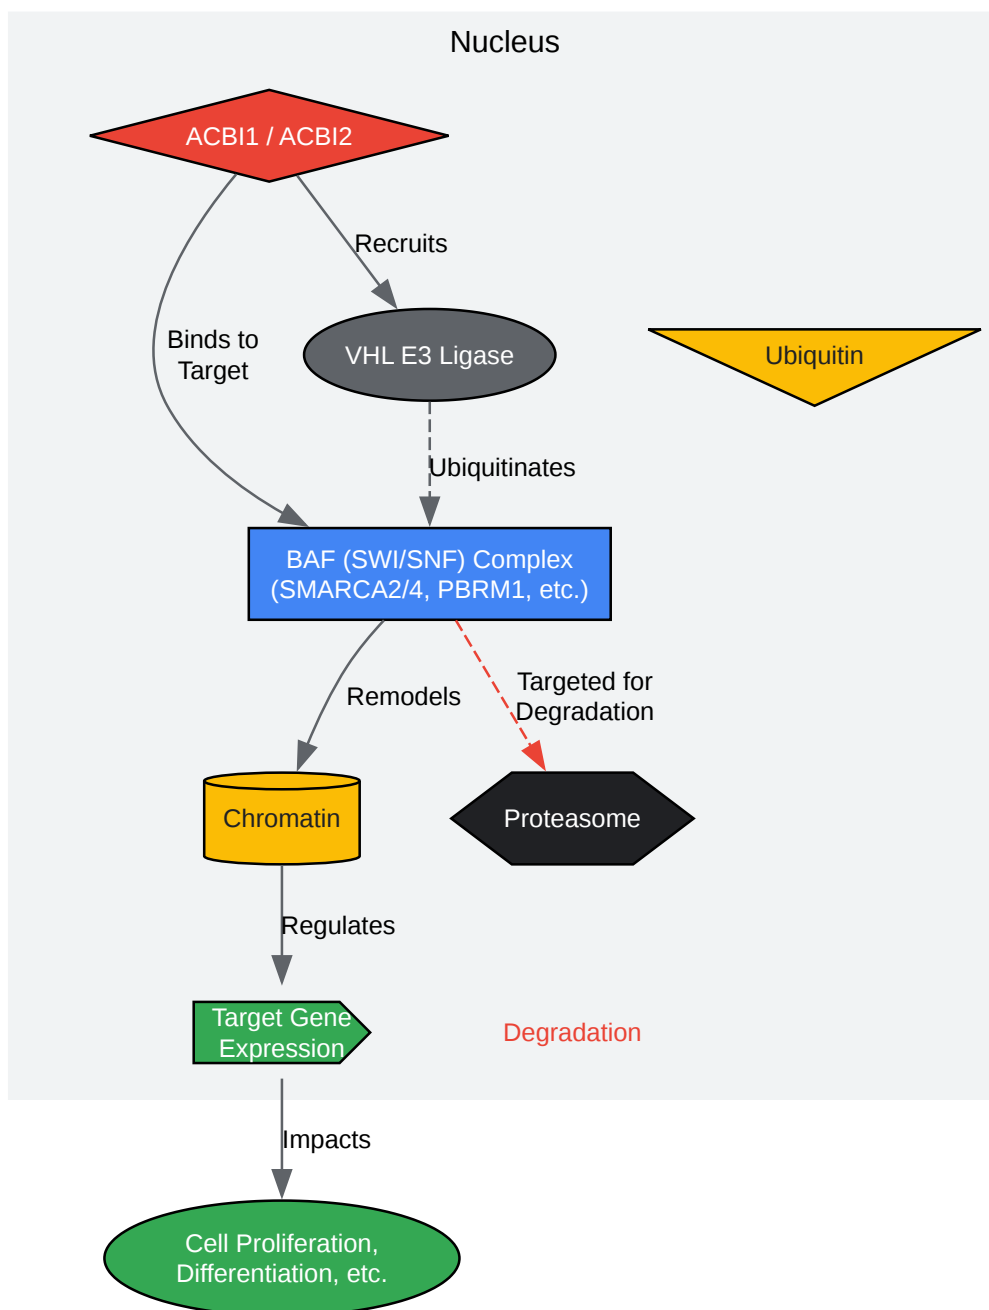 Nucleus
ACBI1 / ACBI2
Recruits
Binds to
Target
VHL E3 Ligase
Ubiquitin
Ubiquitinates
BAF (SWI/SNF) Complex
(SMARCA2/4, PBRM1, etc.)
Remodels
Targeted for
Degradation
Chromatin
Proteasome
Regulates
Target Gene
Expression
Degradation
Impacts
Cell Proliferation,
Differentiation, etc.